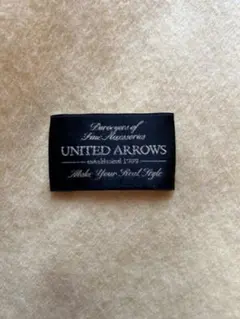 Purveyors of
Fine Accessories
UNITED ARROWS
established 1989
Make Your Real Style